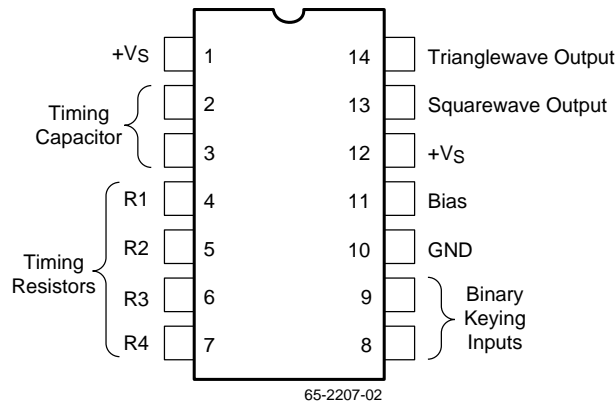 +VS
1
14
Trianglewave Output
Timing
Capacitor
2
13
Squarewave Output
3
12
+VS
R1
4
11
Bias
Timing
Resistors
R2
5
10
GND
R3
6
9
Binary
Keying
Inputs
R4
7
8
65-2207-02